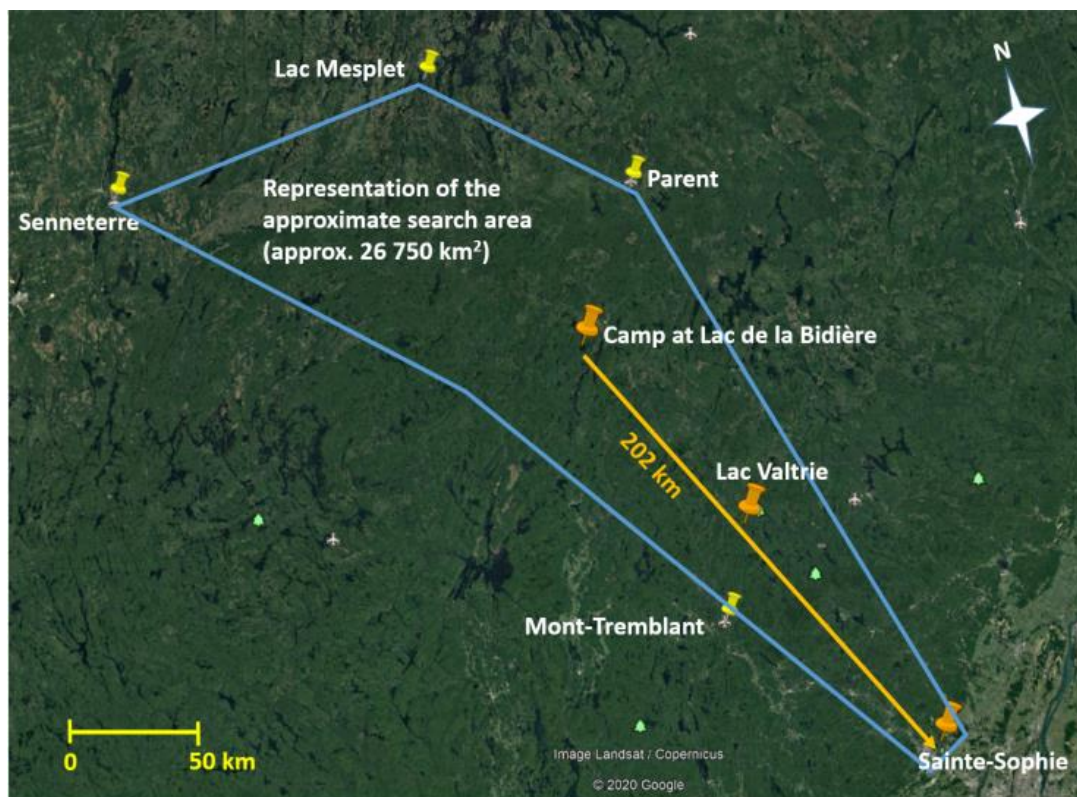 N
Lac Mesplet
Parent
Representation of the
approximate search area
(approx. 26 750 km²)
Senneterre
Camp at Lac de la Bidière
202 km
Lac Valtrie
Mont-Tremblant
0 50 km
Image Landsat / Copernicus
© 2020 Google
Sainte-Sophie